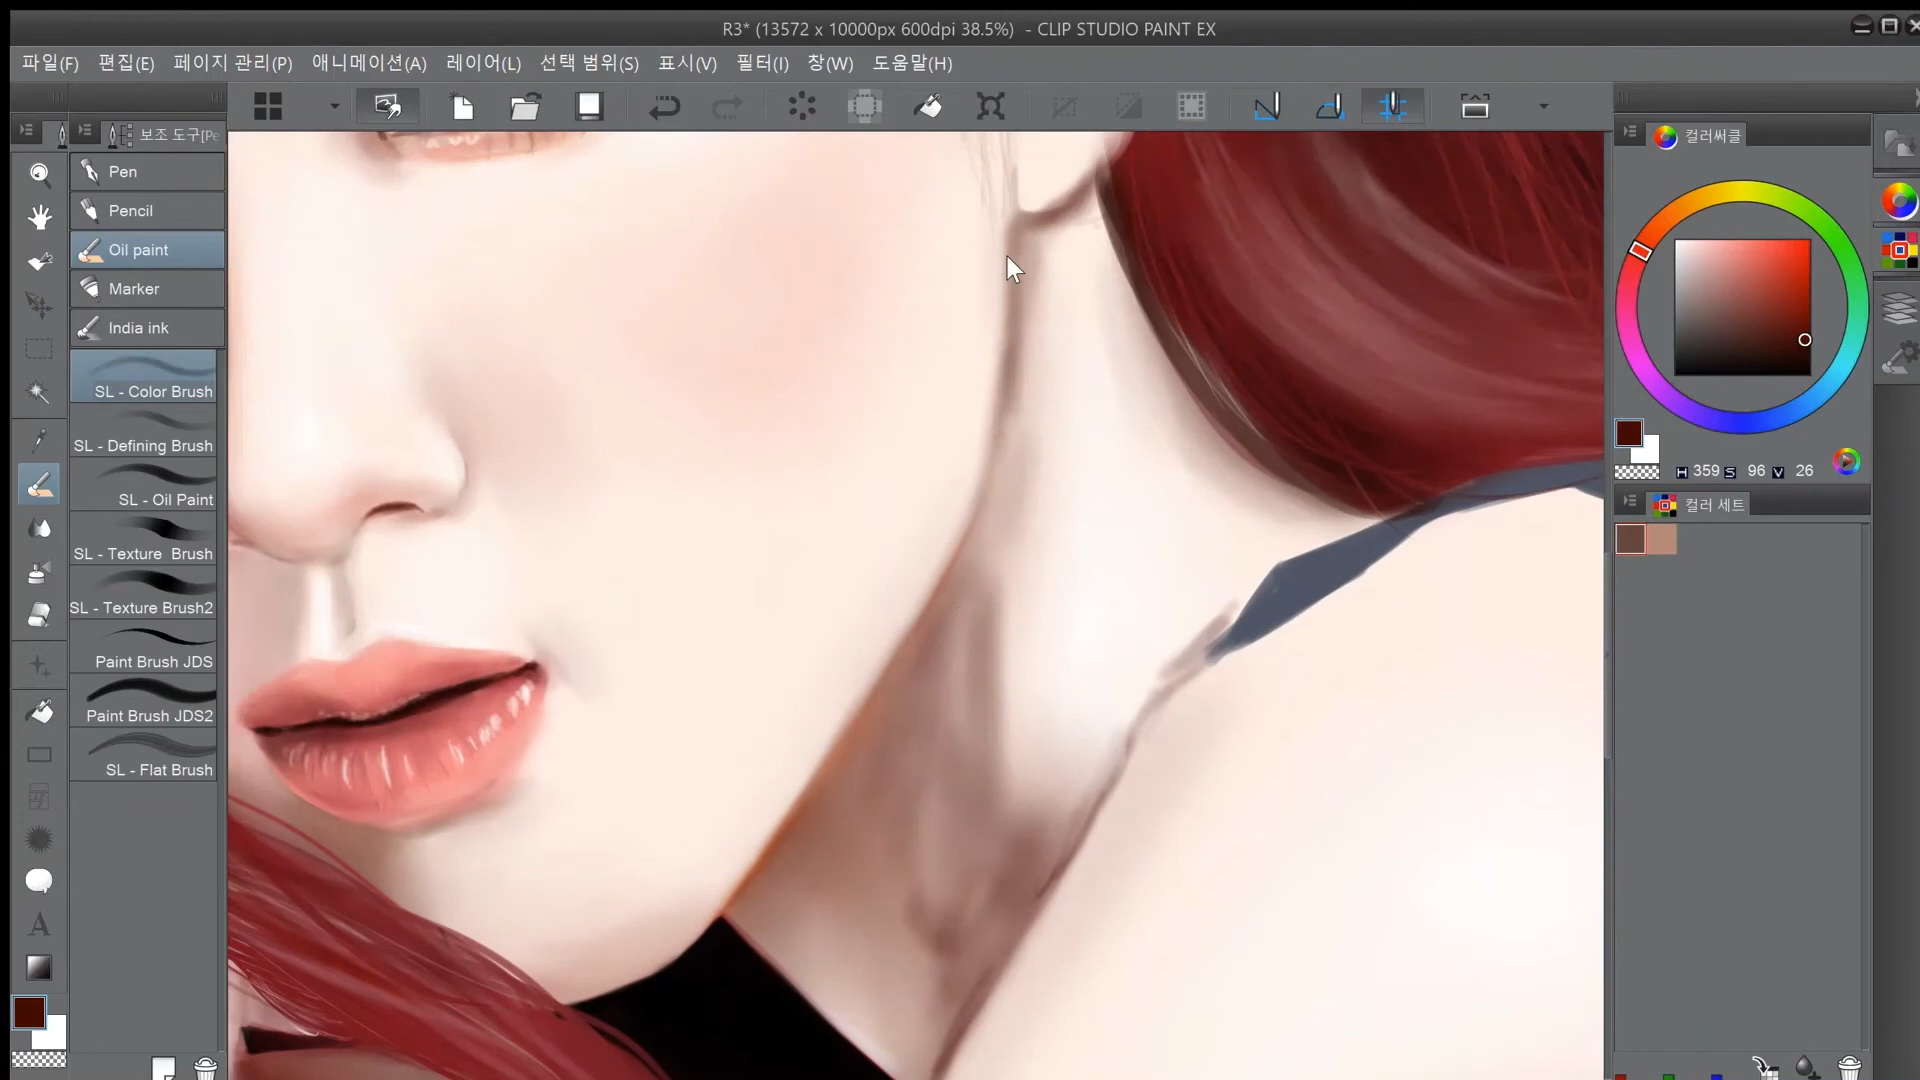 R3* (13572 x 10000px 600dpi 38.5%) - CLIP STUDIO PAINT EX
파일(F) 편집(E) 페이지 관리(P) 애니메이션(A) 레이어(L) 선택 범위(S) 표시(V) 필터(I) 창(W) 도움말(H)
보조 도구[Pe
Pen
Pencil
Oil paint
Marker
India ink
SL - Color Brush
SL - Defining Brush
SL - Oil Paint
SL - Texture Brush
SL - Texture Brush2
Paint Brush JDS
Paint Brush JDS2
SL - Flat Brush
A
컬러써클
H 359 S 96 V 26
컬러 세트